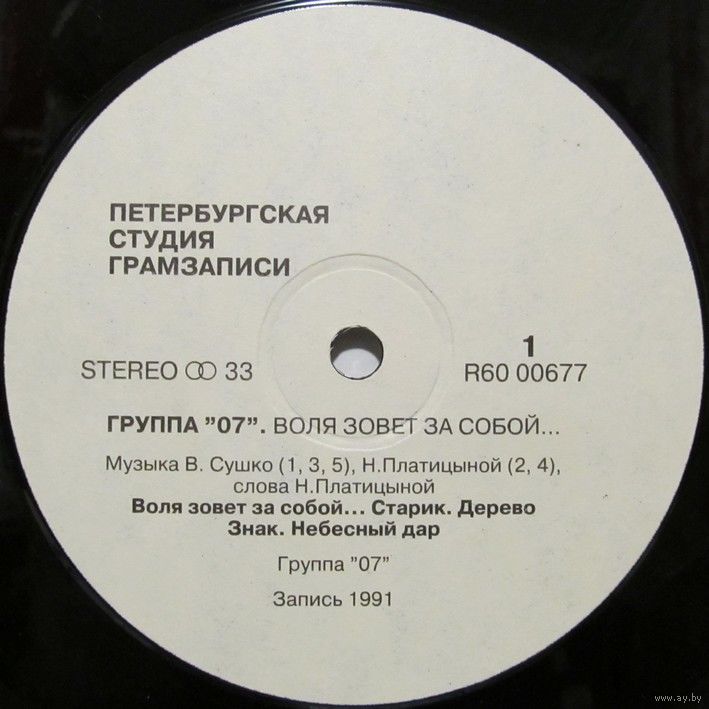 ПЕТЕРБУРГСКАЯ
СТУДИЯ
ГРАМЗАПИСИ
STEREO 33
1
R60 00677
ГРУППА "07". ВОЛЯ ЗОВЕТ ЗА СОБОЙ...
Музыка В. Сушко (1, 3, 5), Н.Платицыной (2, 4),
слова Н.Платицыной
Воля зовет за собой... Старик. Дерево
Знак. Небесный дар
Группа "07"
Запись 1991
www.ay.by